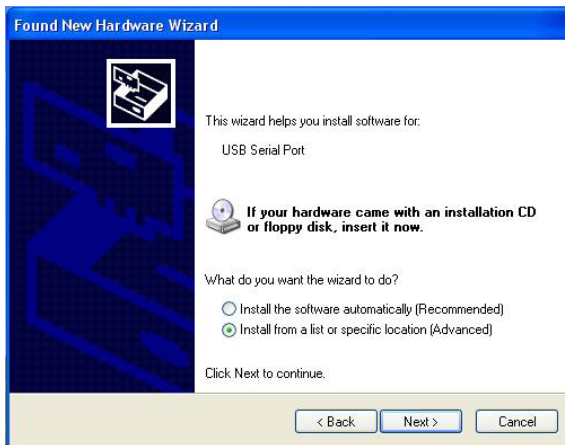 Found New Hardware Wizard
This wizard helps you install software for:
USB Serial Port
If your hardware came with an installation CD
or floppy disk, insert it now.
What do you want the wizard to do?
Install the software automatically (Recommended)
Install from a list or specific location (Advanced)
Click Next to continue.
< Back
Next >
Cancel